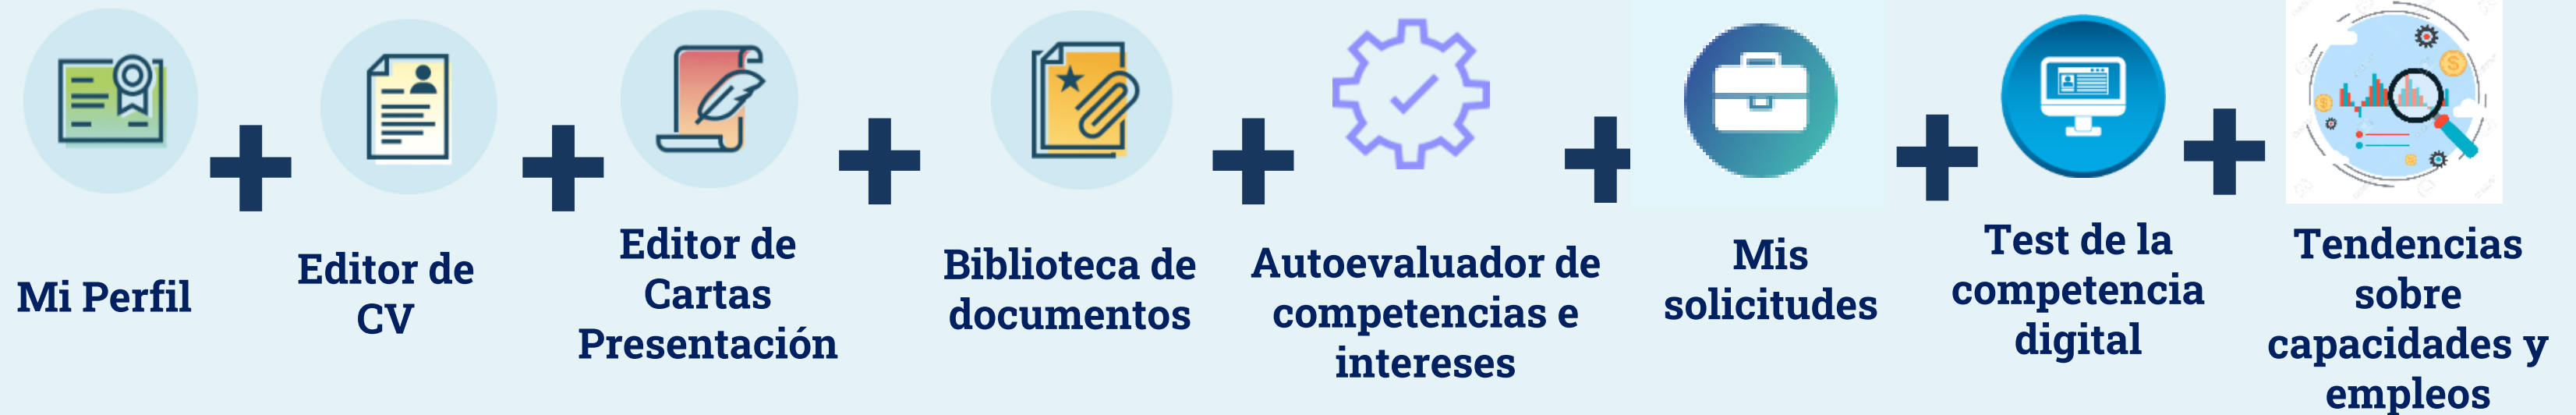 Mi Perfil
Editor de
CV
Editor de
Cartas
Presentación
Biblioteca de
documentos
Autoevaluador de
competencias e
intereses
Mis
solicitudes
Test de la
competencia
digital
Tendencias
sobre
capacidades y
empleos